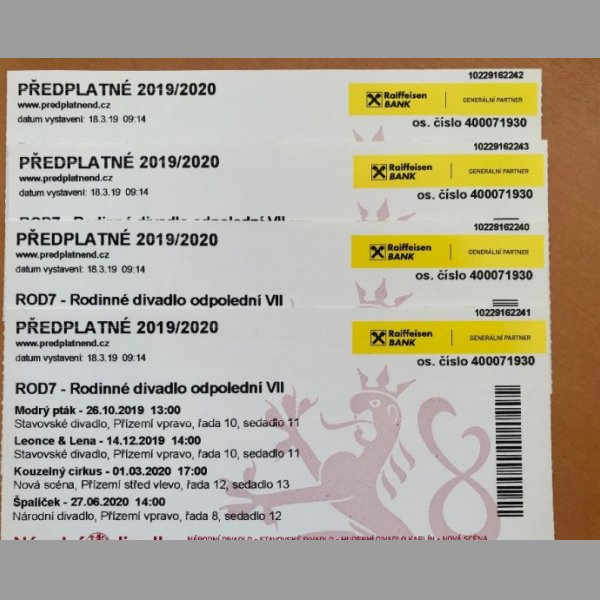 10229162242
PŘEDPLATNÉ 2019/2020
www.predplatnend.cz
datum vystavení: 18.3.19 09:14
Raiffeisen BANK
GENERÁLNÍ PARTNER
os. číslo 400071930
10229162243
PŘEDPLATNÉ 2019/2020
www.predplatnend.cz
datum vystavení: 18.3.19 09:14
Raiffeisen BANK
GENERÁLNÍ PARTNER
os. číslo 400071930
ROD7 - Rodinné divadlo odpolední VII
10229162240
PŘEDPLATNÉ 2019/2020
www.predplatnend.cz
datum vystavení: 18.3.19 09:14
Raiffeisen BANK
GENERÁLNÍ PARTNER
os. číslo 400071930
ROD7 - Rodinné divadlo odpolední VII
10229162241
PŘEDPLATNÉ 2019/2020
www.predplatnend.cz
datum vystavení: 18.3.19 09:14
Raiffeisen BANK
GENERÁLNÍ PARTNER
os. číslo 400071930
ROD7 - Rodinné divadlo odpolední VII
Modrý pták - 26.10.2019 13:00
Stavovské divadlo, Přízemí vpravo, řada 10, sedadlo 11
Leonce & Lena - 14.12.2019 14:00
Stavovské divadlo, Přízemí vpravo, řada 10, sedadlo 11
Kouzelný cirkus - 01.03.2020 17:00
Nová scéna, Přízemí střed vlevo, řada 12, sedadlo 13
Špalíček - 27.06.2020 14:00
Národní divadlo, Přízemí vpravo, řada 8, sedadlo 12
Národní divadlo
NÁRODNÍ DIVADLO • STAVOVSKÉ DIVADLO • HUDEBNÍ DIVADLO KARLÍN • NOVÁ SCÉNA